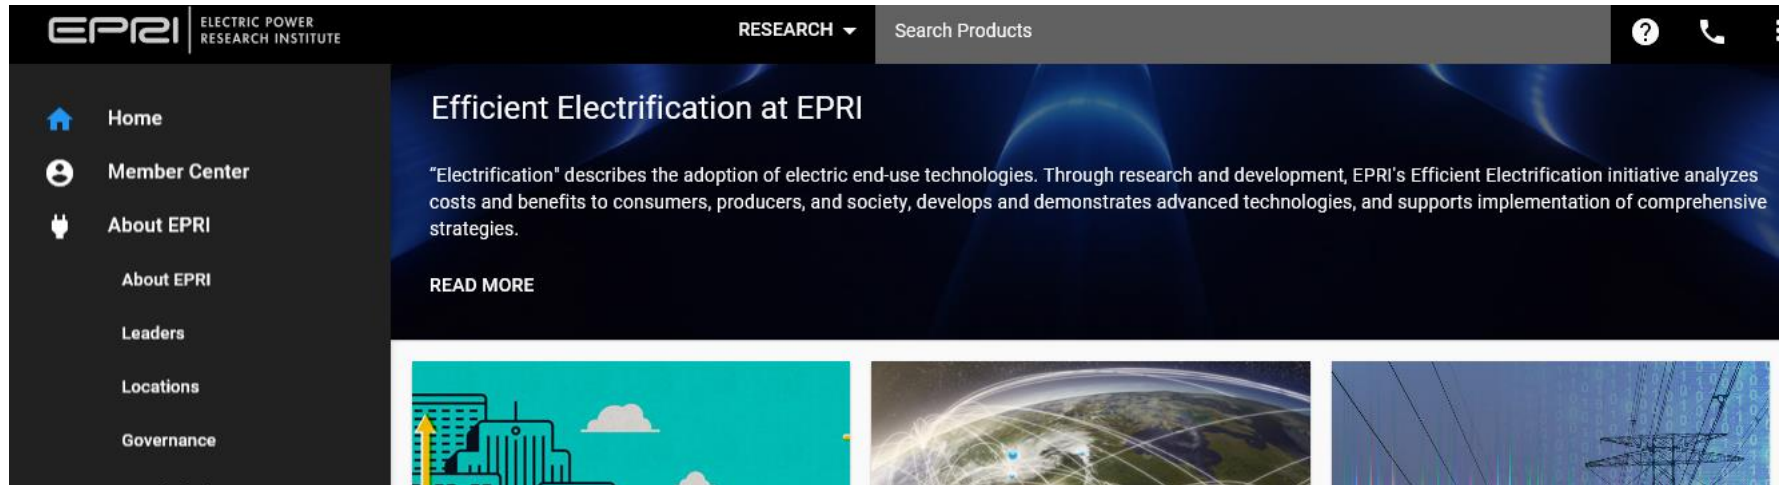 EPRI
ELECTRIC POWER
RESEARCH INSTITUTE
RESEARCH
Search Products
Home
Member Center
About EPRI
About EPRI
Leaders
Locations
Governance
Efficient Electrification at EPRI
“Electrification" describes the adoption of electric end-use technologies. Through research and development, EPRI's Efficient Electrification initiative analyzes
costs and benefits to consumers, producers, and society, develops and demonstrates advanced technologies, and supports implementation of comprehensive
strategies.
READ MORE